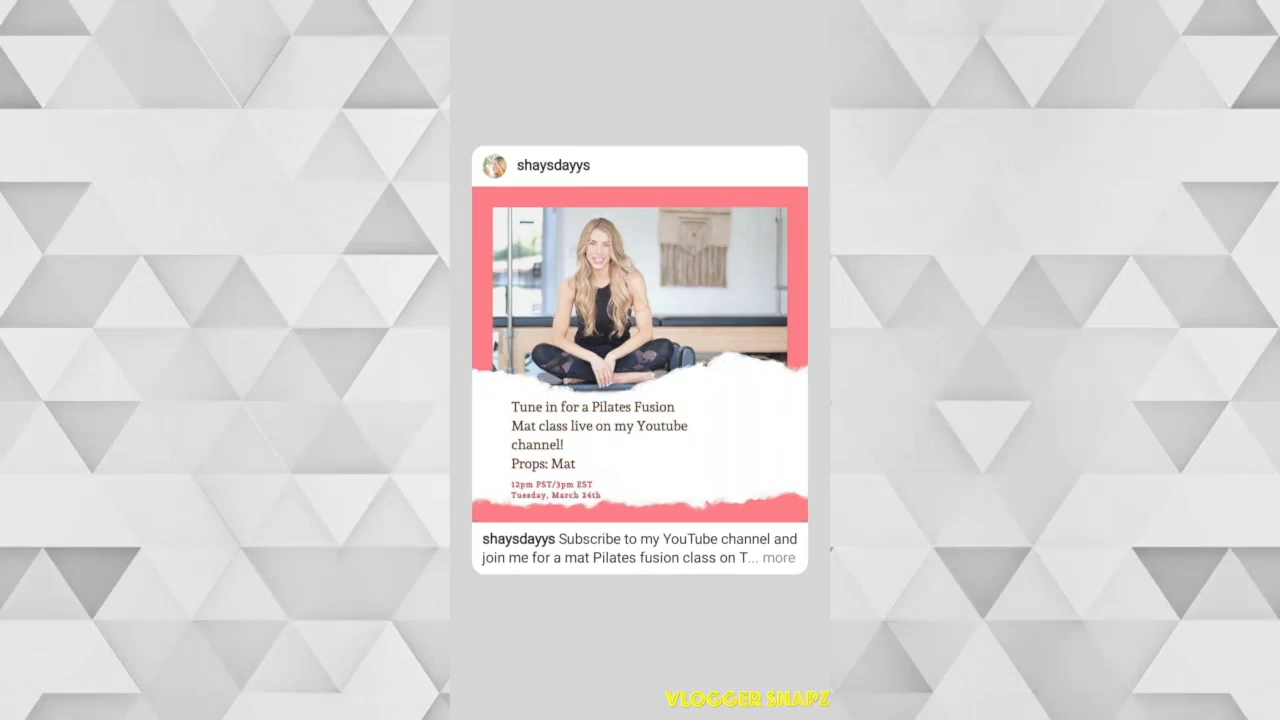 shaysdayys
Tune in for a Pilates Fusion
Mat class live on my Youtube
channel!
Props: Mat
12pm PST/3pm EST
Tuesday, March 24th
shaysdayys Subscribe to my YouTube channel and
join me for a mat Pilates fusion class on T... more
VLOGGER SNAPZ